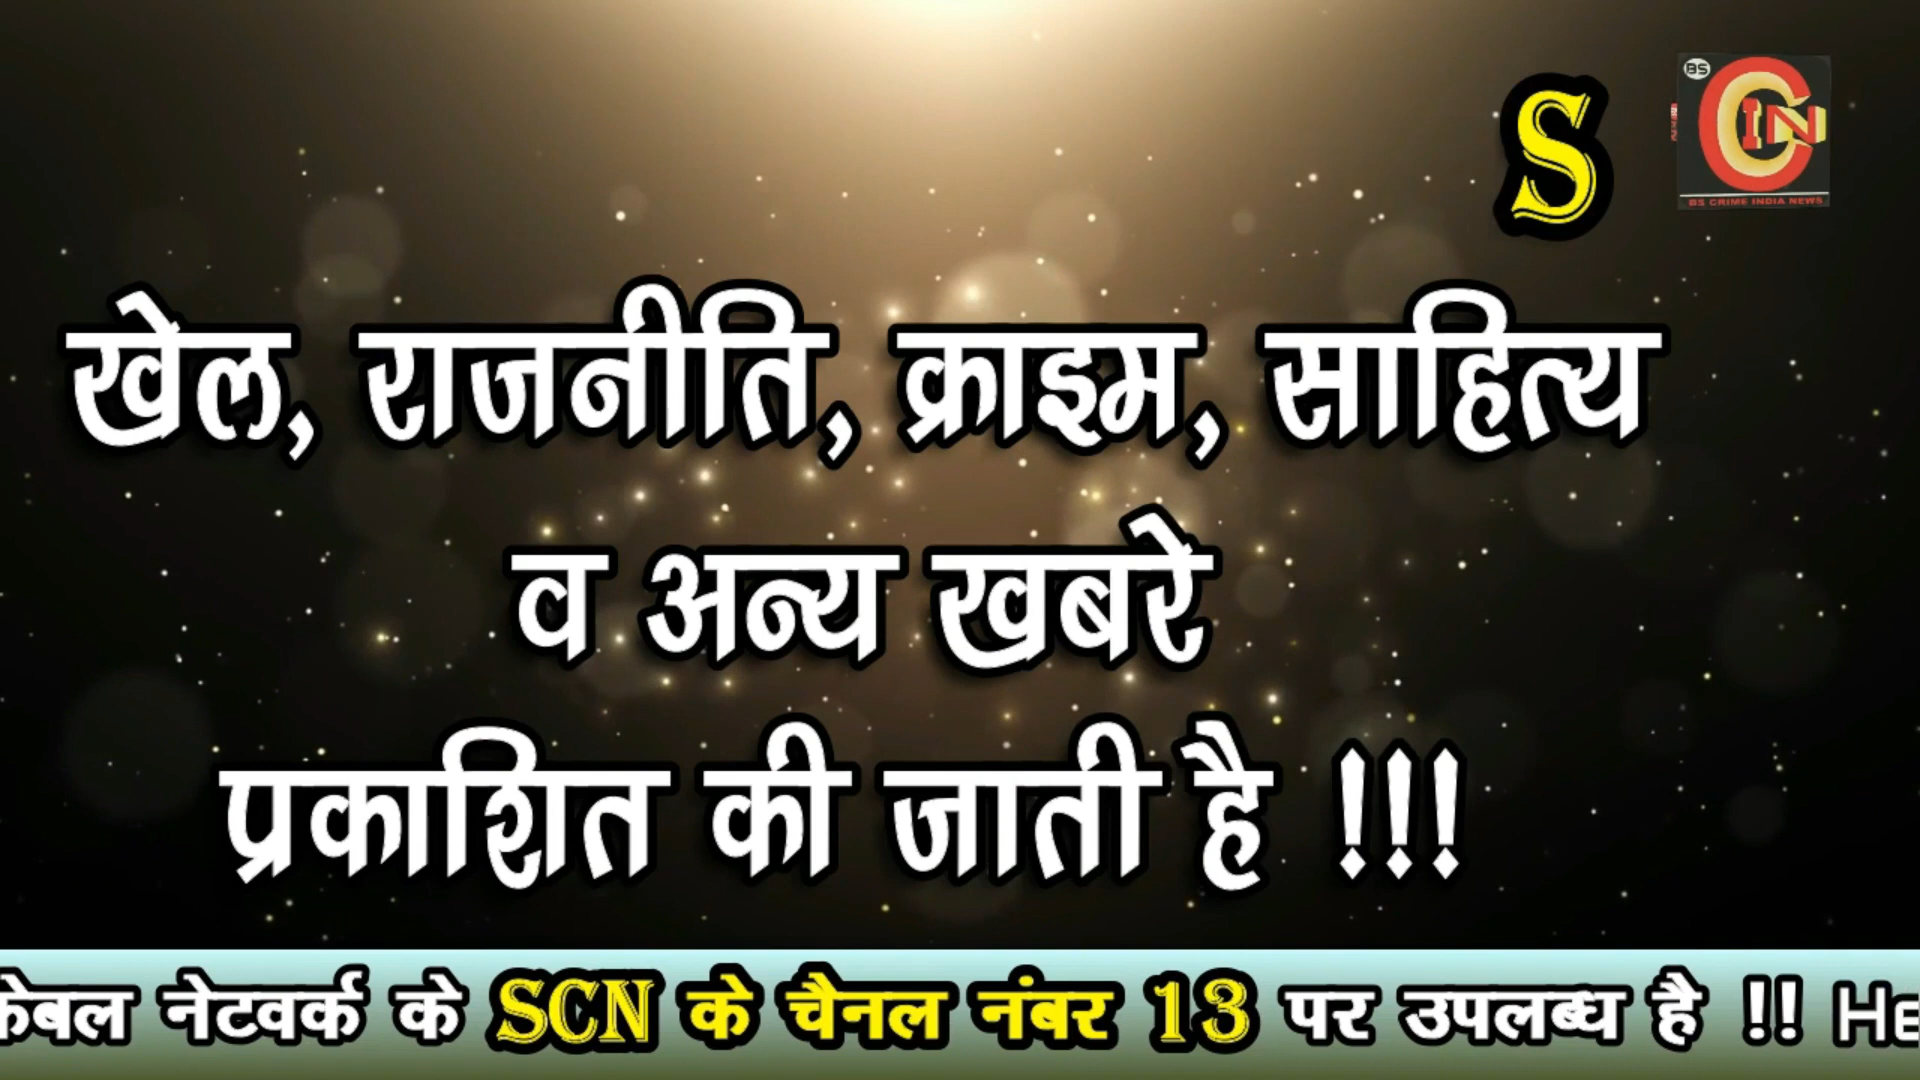 S
BS
CIN
BS CRIME INDIA NEWS
खेल, राजनीति, क्राइम, साहित्य
व अन्य खबरे
प्रकाशित की जाती है !!!
केबल नेटवर्क के SCN के चैनल नंबर 13 पर उपलब्ध है !! He